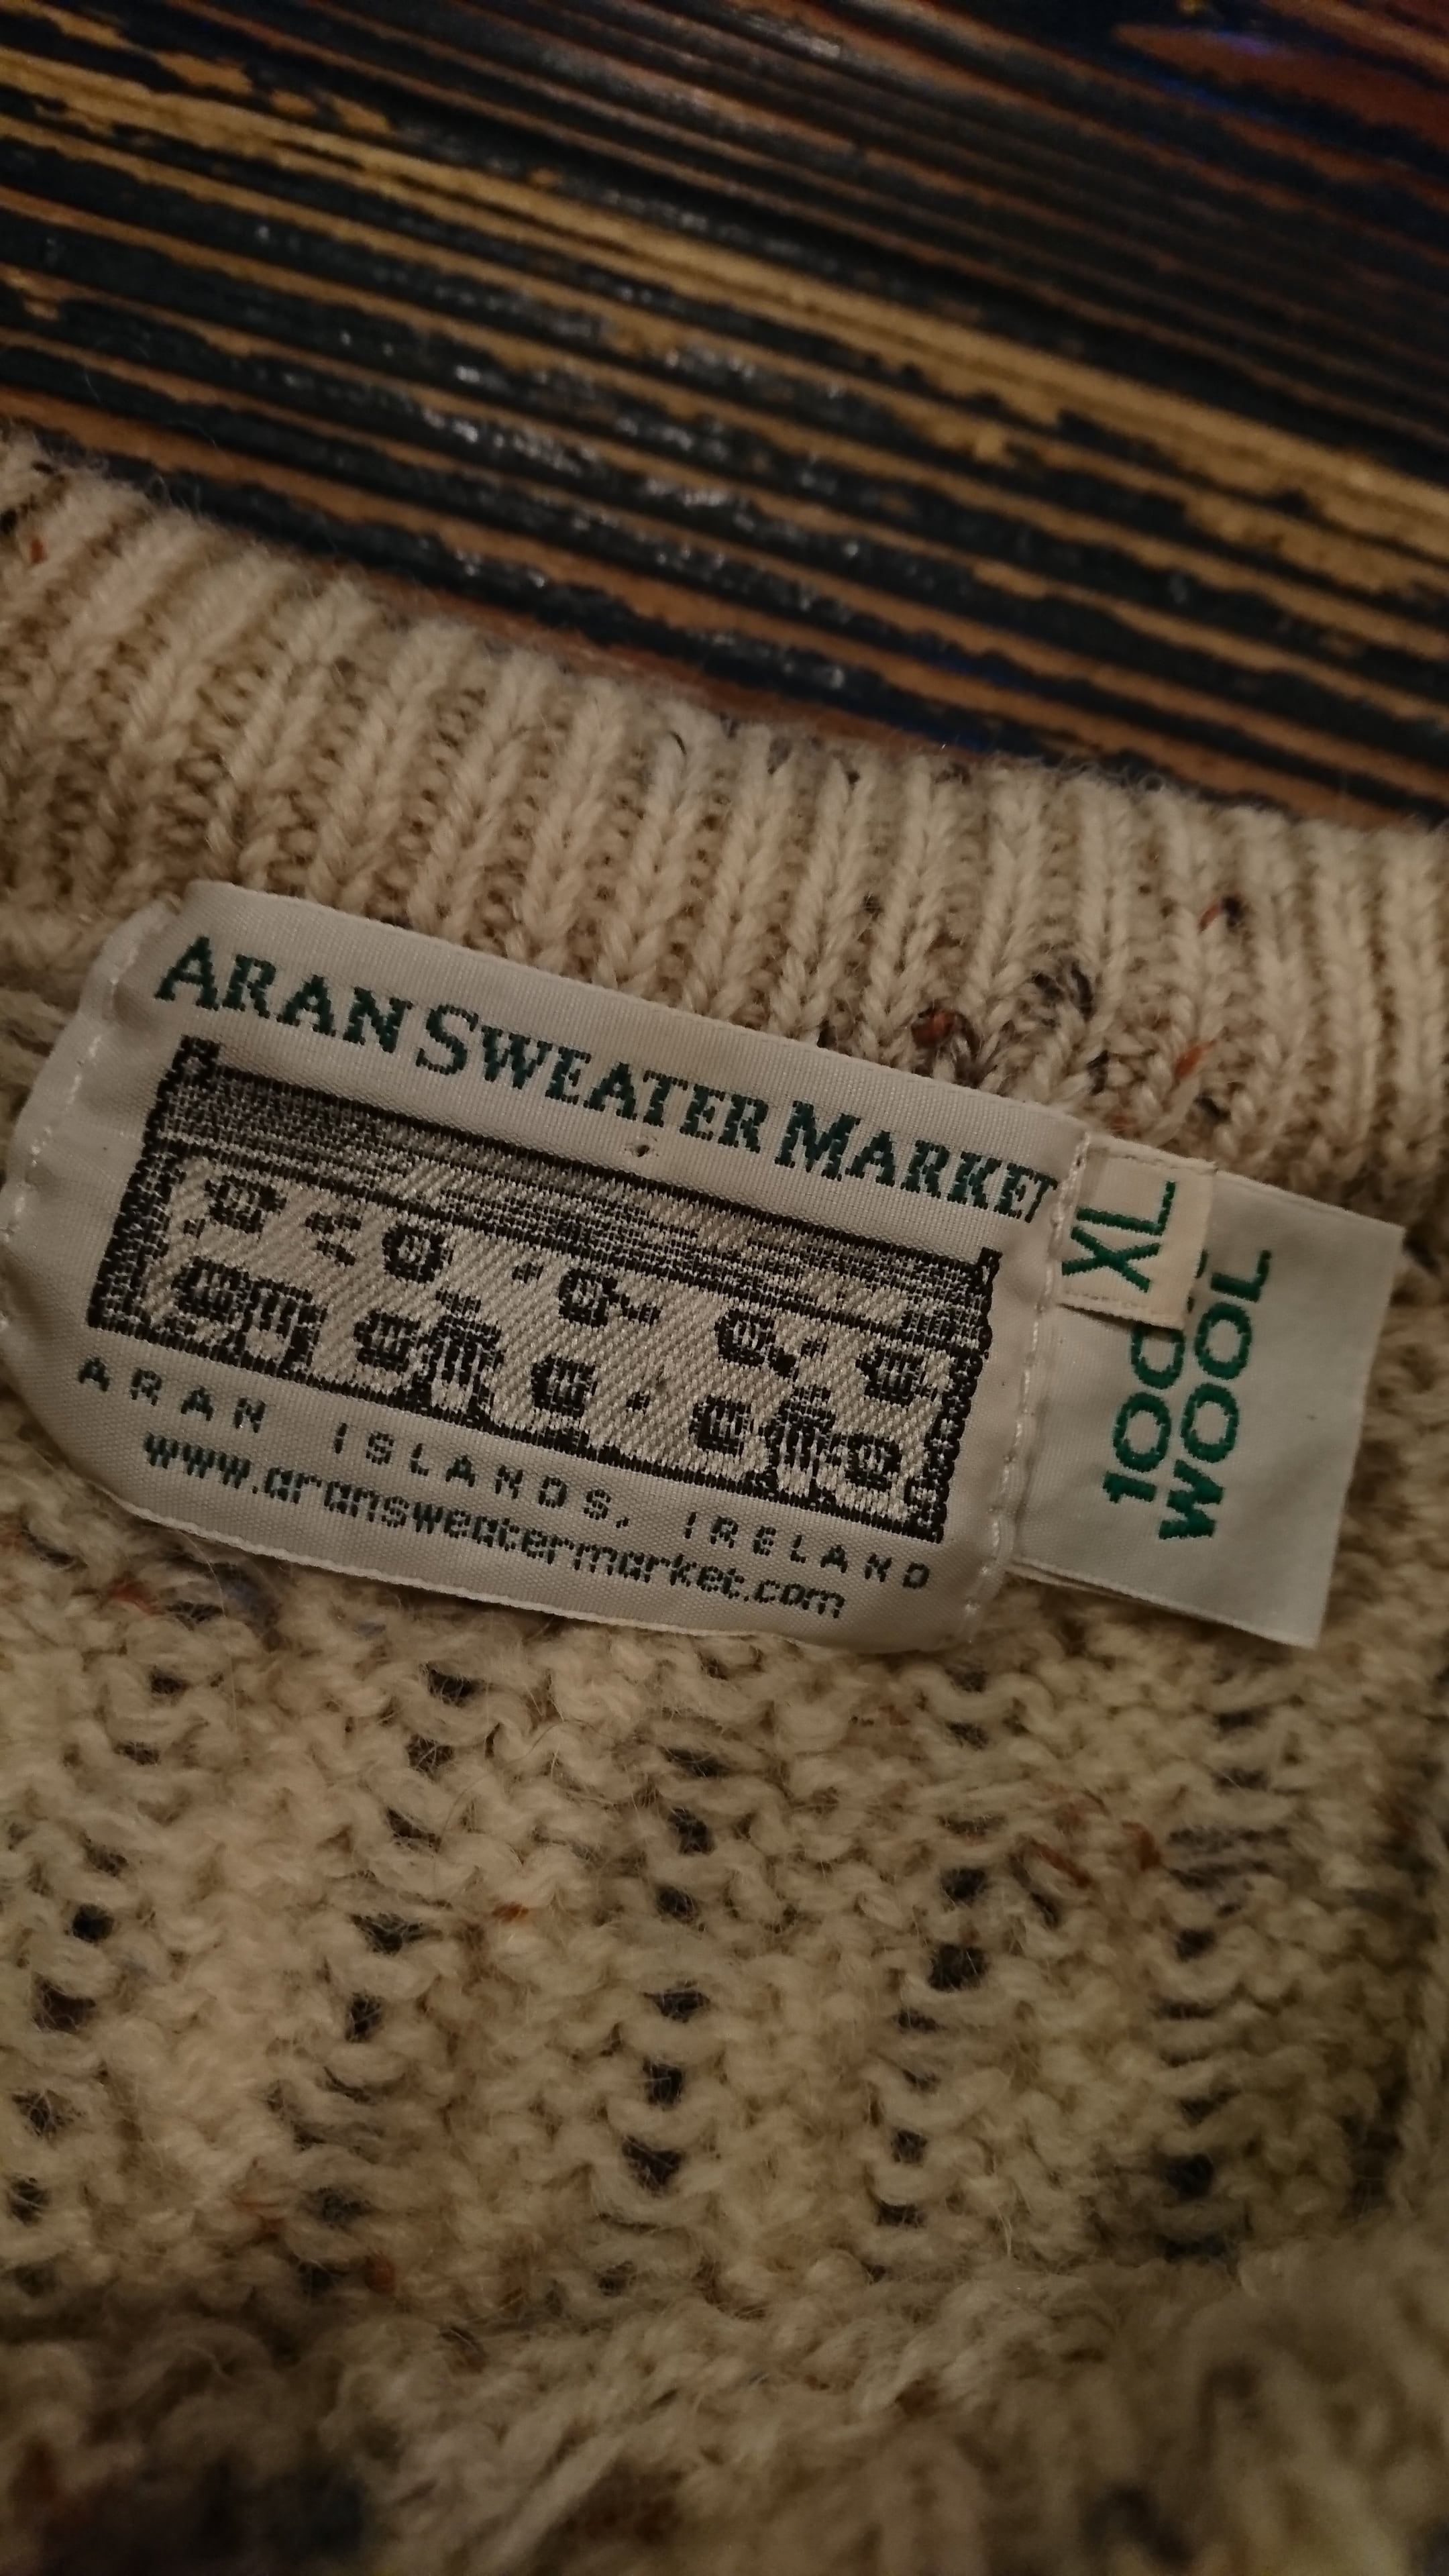 ARAN SWEATER MARKET
ARAN ISLANDS, IRELAND
www.aransweatermarket.com
XL
WOOL